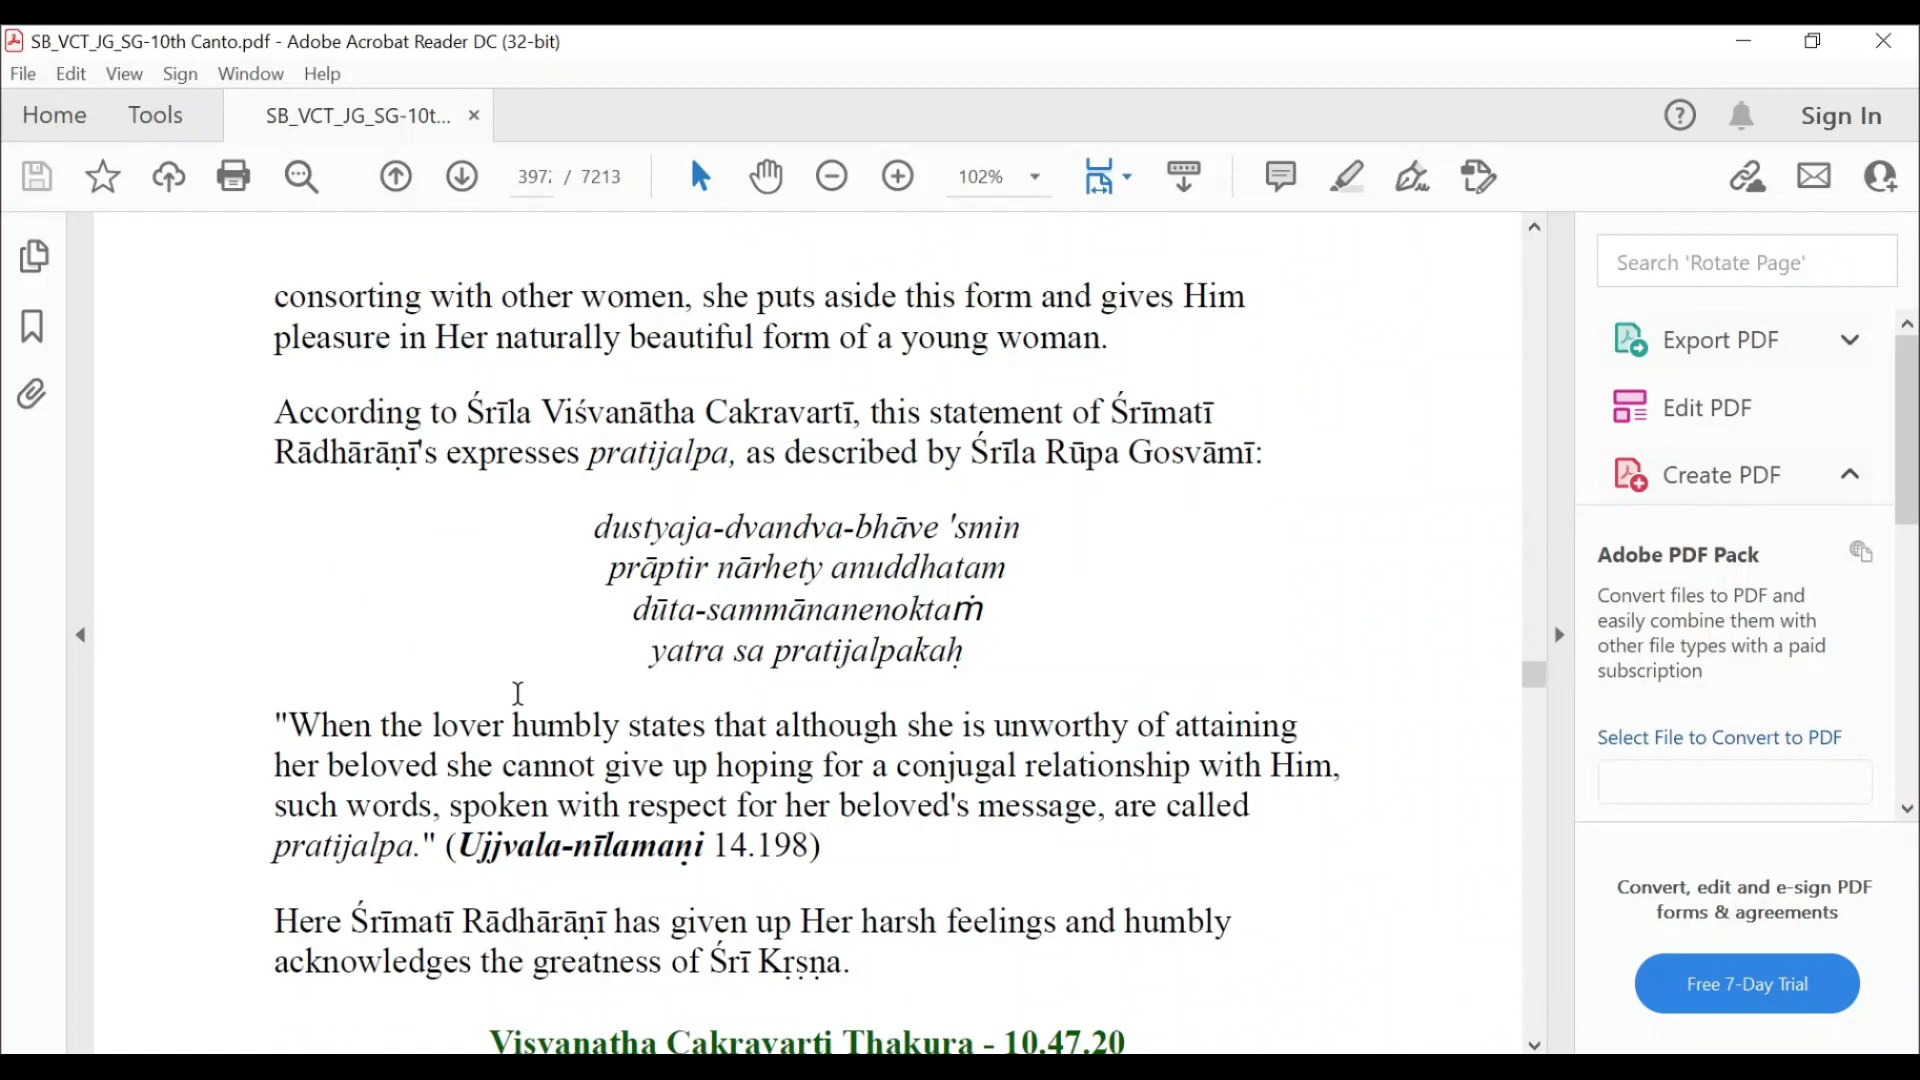 SB_VCT_JG_SG-10th Canto.pdf - Adobe Acrobat Reader DC (32-bit)
File Edit View Sign Window Help
Home Tools SB_VCT_JG_SG-10t... × Sign In
3972 / 7213 102%
consorting with other women, she puts aside this form and gives Him
pleasure in Her naturally beautiful form of a young woman.
According to Śrīla Viśvanātha Cakravartī, this statement of Śrīmatī
Rādhārāṇī's expresses pratijalpa, as described by Śrīla Rūpa Gosvāmī:
dustyaja-dvandva-bhāve 'smin
prāptir nārhety anuddhatam
dūta-sammānanenoktaṁ
yatra sa pratijalpakaḥ
"When the lover humbly states that although she is unworthy of attaining
her beloved she cannot give up hoping for a conjugal relationship with Him,
such words, spoken with respect for her beloved's message, are called
pratijalpa." (Ujjvala-nīlamaṇi 14.198)
Here Śrīmatī Rādhārāṇī has given up Her harsh feelings and humbly
acknowledges the greatness of Śrī Kṛṣṇa.
Visvanatha Cakravarti Thakura - 10.47.20
Search 'Rotate Page'
Export PDF
Edit PDF
Create PDF
Adobe PDF Pack
Convert files to PDF and
easily combine them with
other file types with a paid
subscription
Select File to Convert to PDF
Convert, edit and e-sign PDF
forms & agreements
Free 7-Day Trial